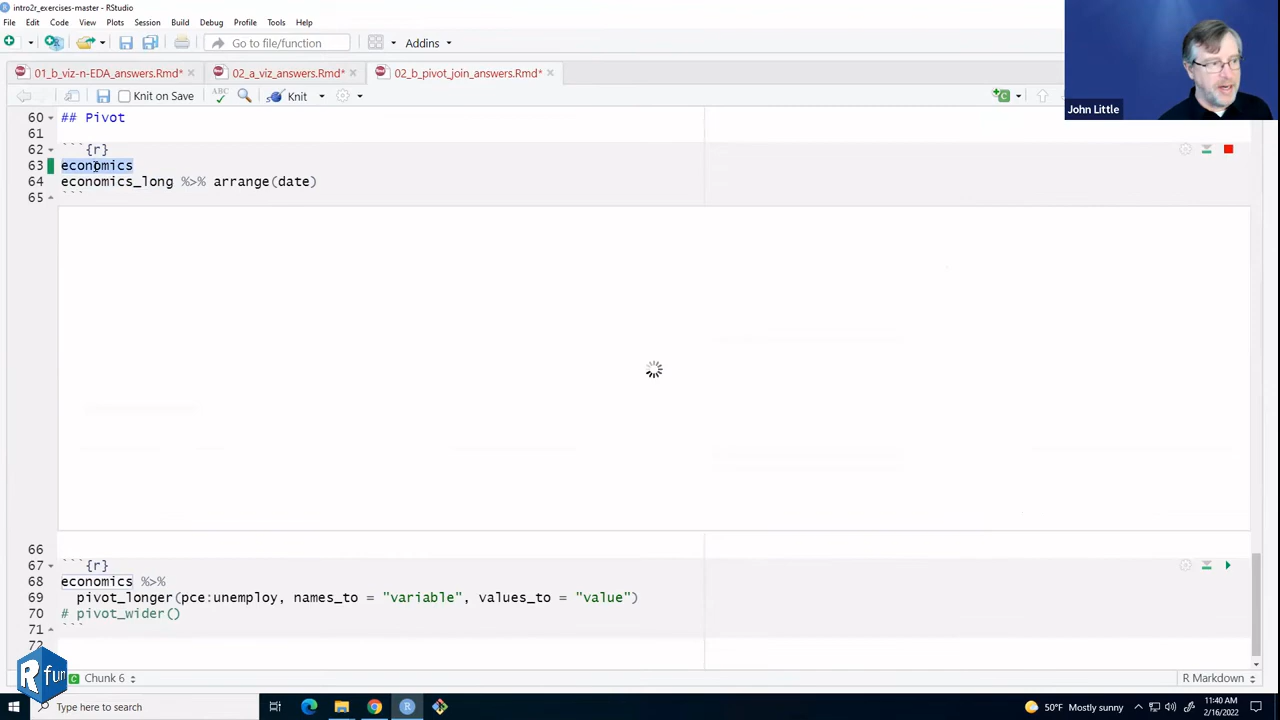 intro2r_exercises-master - RStudio
File Edit Code View Plots Session Build Debug Profile Tools Help
Go to file/function Addins
01_b_viz-n-EDA_answers.Rmd* 02_a_viz_answers.Rmd* 02_b_pivot_join_answers.Rmd*
Knit on Save ABC Knit
John Little
60 ## Pivot
61
62 ```{r}
63 economics
64 economics_long %>% arrange(date)
65 ```
66
67 ```{r}
68 economics %>%
69 pivot_longer(pce:unemploy, names_to = "variable", values_to = "value")
70 # pivot_wider()
71 ```
72
R fun
Chunk 6 R Markdown
Type here to search 50°F Mostly sunny 11:40 AM
2/16/2022